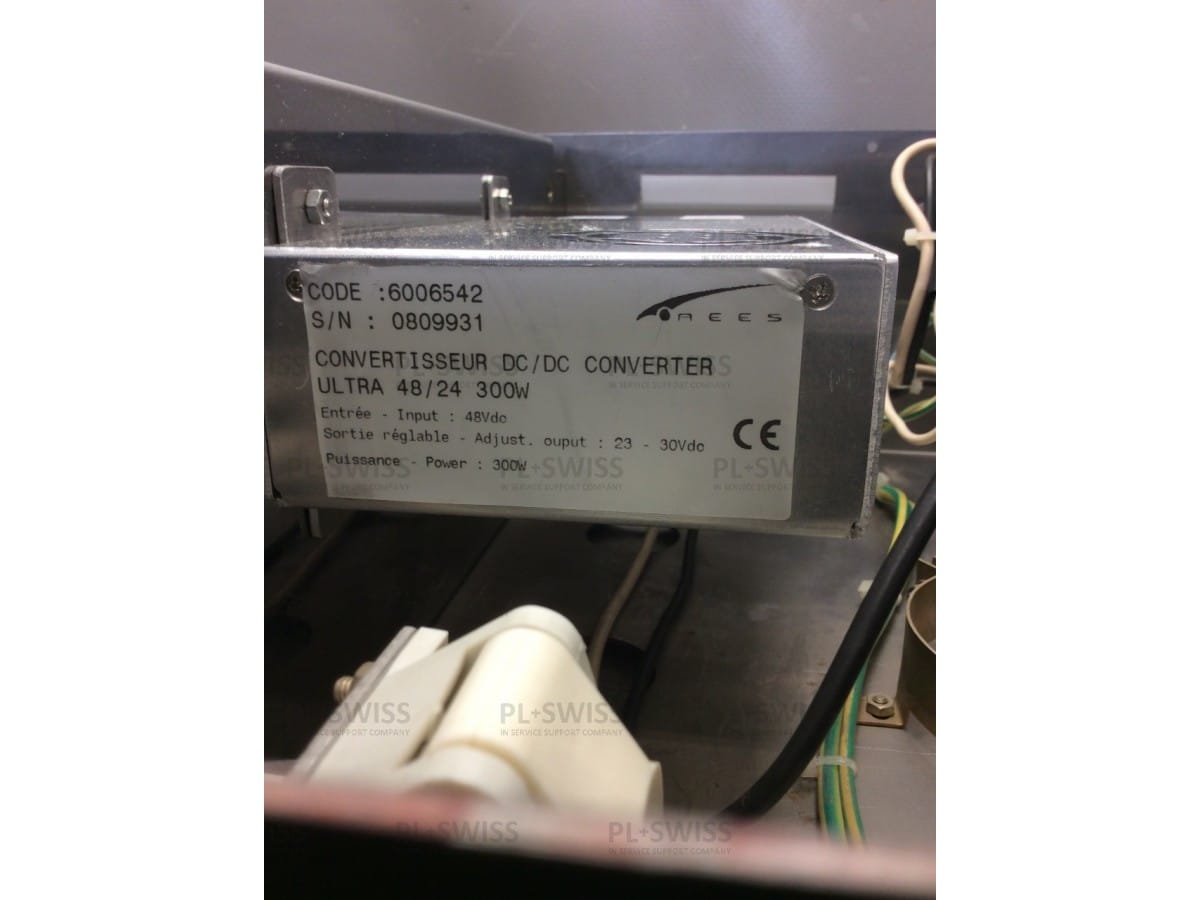 CODE :6006542
S/N : 0809931
AEES
CONVERTISSEUR DC/DC CONVERTER
ULTRA 48/24 300W
Entrée - Input : 48Vdc
Sortie réglable - Adjust. ouput : 23 - 30Vdc
Puissance - Power : 300W
CE
PL+SWISS
IN SERVICE SUPPORT COMPANY